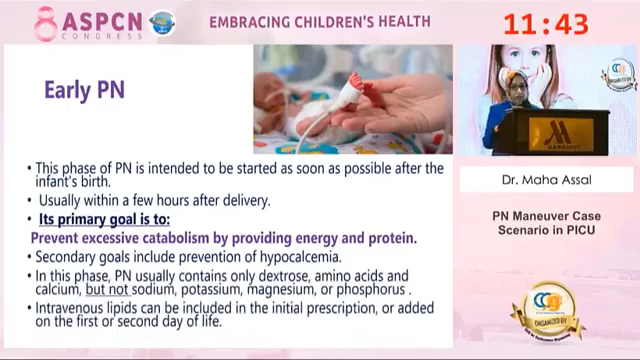 8 ASPCN
CONGRESS
EMBRACING CHILDREN'S HEALTH
11:43
Early PN
• This phase of PN is intended to be started as soon as possible after the
infant's birth.
• Usually within a few hours after delivery.
• Its primary goal is to:
Prevent excessive catabolism by providing energy and protein.
• Secondary goals include prevention of hypocalcemia.
• In this phase, PN usually contains only dextrose, amino acids and
calcium, but not sodium, potassium, magnesium, or phosphorus .
• Intravenous lipids can be included in the initial prescription, or added
on the first or second day of life.
MARRIOTT
Dr. Maha Assal
PN Maneuver Case
Scenario in PICU
ORGANIZED BY